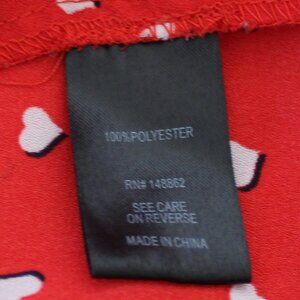 100%POLYESTER
RN# 148862
SEE CARE
ON REVERSE
MADE IN CHINA